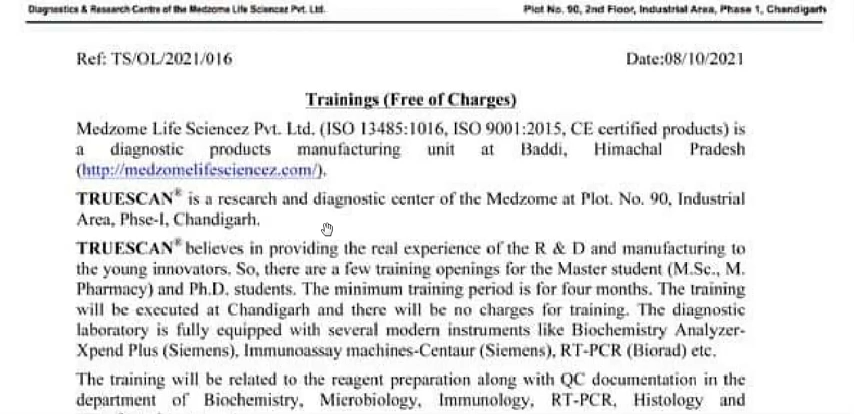 Diagnostics & Research Centre of the Medzome Life Sciencez Pvt. Ltd.
Plot No. 90, 2nd Floor, Industrial Area, Phase 1, Chandigarh
Ref: TS/OL/2021/016
Date:08/10/2021
Trainings (Free of Charges)
Medzome Life Sciencez Pvt. Ltd. (ISO 13485:1016, ISO 9001:2015, CE certified products) is
a diagnostic products manufacturing unit at Baddi, Himachal Pradesh
(http://medzomelifesciencez.com/).
TRUESCAN® is a research and diagnostic center of the Medzome at Plot. No. 90, Industrial
Area, Phse-I, Chandigarh.
TRUESCAN® believes in providing the real experience of the R & D and manufacturing to
the young innovators. So, there are a few training openings for the Master student (M.Sc., M.
Pharmacy) and Ph.D. students. The minimum training period is for four months. The training
will be executed at Chandigarh and there will be no charges for training. The diagnostic
laboratory is fully equipped with several modern instruments like Biochemistry Analyzer-
Xpend Plus (Siemens), Immunoassay machines-Centaur (Siemens), RT-PCR (Biorad) etc.
The training will be related to the reagent preparation along with QC documentation in the
department of Biochemistry, Microbiology, Immunology, RT-PCR, Histology and